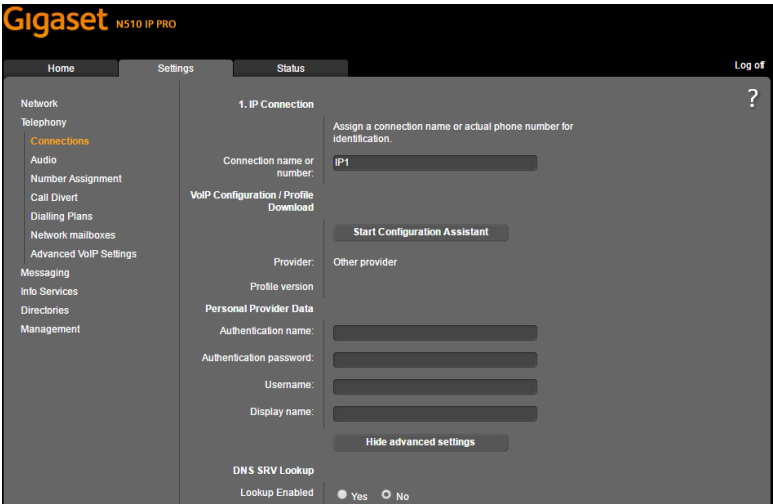 Gigaset N510 IP PRO
Home Settings Status Log off
?
Network
Telephony
Connections
Audio
Number Assignment
Call Divert
Dialling Plans
Network mailboxes
Advanced VoIP Settings
Messaging
Info Services
Directories
Management
1. IP Connection
Assign a connection name or actual phone number for
identification.
Connection name or
number:
IP1
VoIP Configuration / Profile
Download
Start Configuration Assistant
Provider: Other provider
Profile version
Personal Provider Data
Authentication name:
Authentication password:
Username:
Display name:
Hide advanced settings
DNS SRV Lookup
Lookup Enabled Yes No